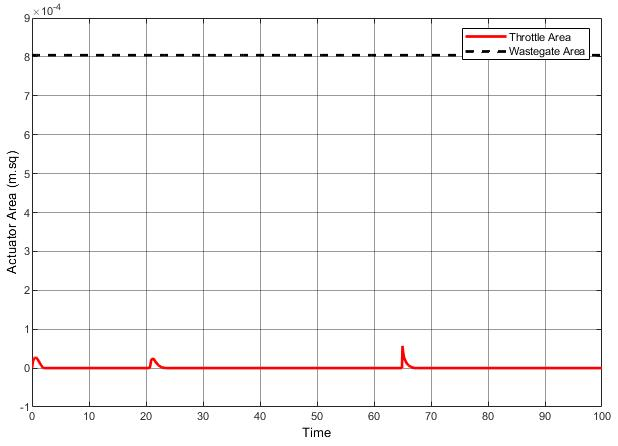 9 ×10⁻⁴
8
7
6
5
4
3
2
1
0
-1
Actuator Area (m.sq)
Throttle Area
Wastegate Area
0 10 20 30 40 50 60 70 80 90 100
Time